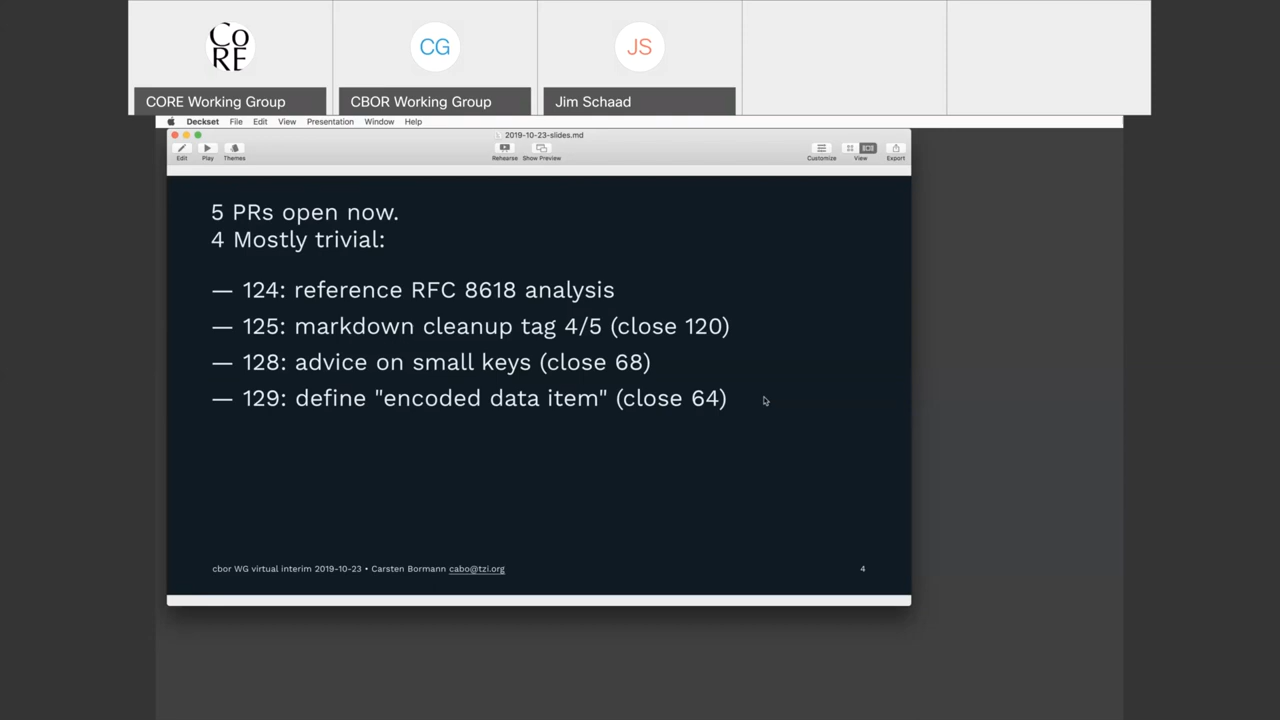 Co
RE
CG
JS
CORE Working Group
CBOR Working Group
Jim Schaad
Deckset File Edit View Presentation Window Help
2019-10-23-slides.md
Edit Play Themes Rehearse Show Preview Customize View Export
5 PRs open now.
4 Mostly trivial:
— 124: reference RFC 8618 analysis
— 125: markdown cleanup tag 4/5 (close 120)
— 128: advice on small keys (close 68)
— 129: define "encoded data item" (close 64)
cbor WG virtual interim 2019-10-23 • Carsten Bormann cabo@tzi.org
4